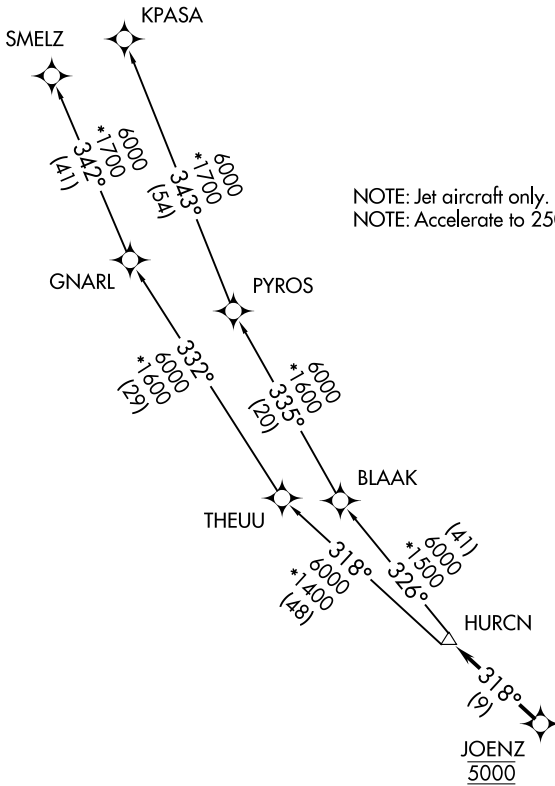 KPASA
SMELZ
6000
*1700
342°
(41)
6000
*1700
343°
(54)
NOTE: Jet aircraft only.
NOTE: Accelerate to 250
GNARL
PYROS
332°
6000
*1600
(29)
6000
*1600
335°
(20)
BLAAK
THEUU
318°
6000
*1400
(48)
(41)
6000
*1500
326°
HURCN
318°
(9)
JOENZ
5000